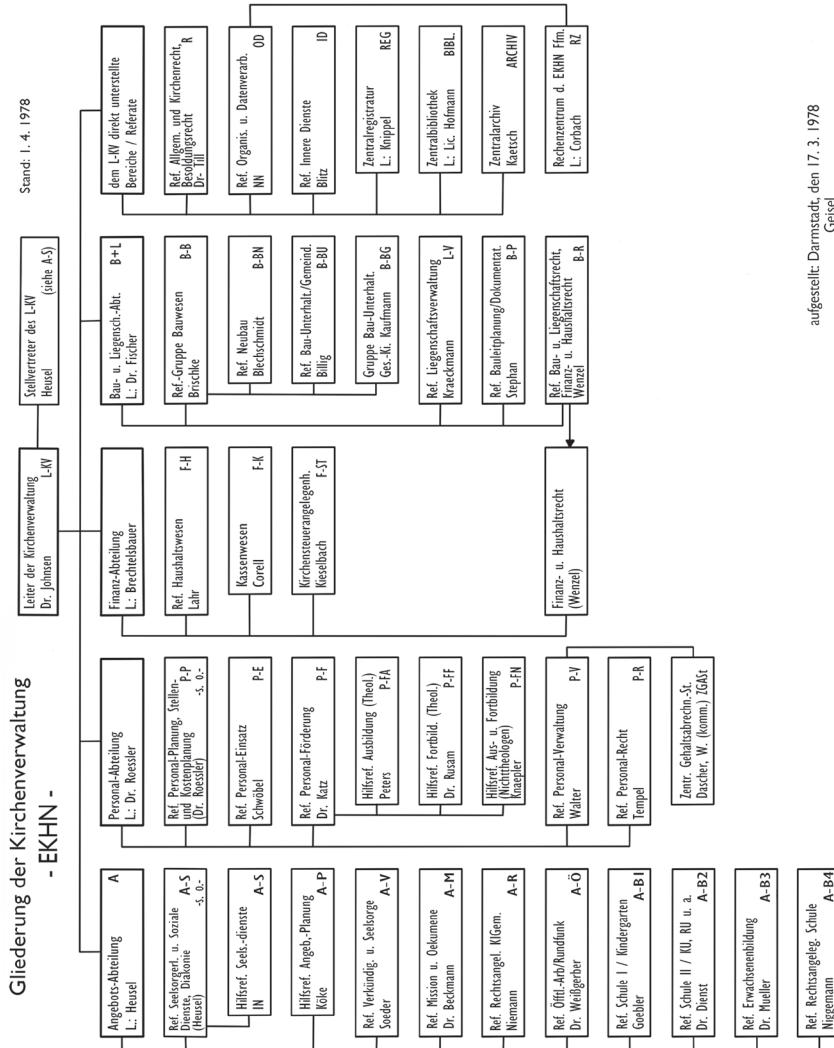 Gliederung der Kirchenverwaltung
- EKHN -
Stand: 1. 4. 1978
Leiter der Kirchenverwaltung
Dr. Johnsen L-KV
Stellvertreter des L-KV
Heusel (siehe A-S)
Angebots-Abteilung A
L.: Heusel
Ref. Seelsorgerl. u. Soziale
Dienste, Diakonie A-S
(Heusel) -s. o.-
Hilfsref. Seels.-dienste
IN A-S
Hilfsref. Angeb.-Planung
Köke A-P
Ref. Verkündig. u. Seelsorge
Soeder A-V
Ref. Mission u. Oekumene
Dr. Beckmann A-M
Ref. Rechtsangel. KIGem.
Niemann A-R
Ref. Öfftl.-Arb/Rundfunk
Dr. Weißgerber A-Ö
Ref. Schule I / Kindergarten
Goebler A-B1
Ref. Schule II / KU, RU u. a.
Dr. Dienst A-B2
Ref. Erwachsenenbildung
Dr. Mueller A-B3
Ref. Rechtsangeleg. Schule
Niggemann A-B4
Personal-Abteilung
L.: Dr. Roessler
Ref. Personal-Planung, Stellen-
und Kostenplanung P-P
(Dr. Roessler) -s. o.-
Ref. Personal-Einsatz
Schwöbel P-E
Ref. Personal-Förderung
Dr. Katz P-F
Hilfsref. Ausbildung (Theol.)
Peters P-FA
Hilfsref. Fortbild. (Theol.)
Dr. Rusam P-FF
Hilfsref. Aus- u. Fortbildung
(Nichttheologen)
Knaepler P-FN
Ref. Personal-Verwaltung
Walter P-V
Ref. Personal-Recht
Tempel P-R
Zentr. Gehaltsabrechn.-St.
Dascher, W. (komm.) ZGASt
Finanz-Abteilung
L.: Brechtelsbauer
Ref. Haushaltswesen
Lahr F-H
Kassenwesen
Corell F-K
Kirchensteuerangelegenh.
Kieselbach F-ST
Finanz- u. Haushaltsrecht
(Wenzel)
Bau- u. Liegensch.-Abt.
L.: Dr. Fischer B+L
Ref.-Gruppe Bauwesen
Brischke B-B
Ref. Neubau
Blechschmidt B-BN
Ref. Bau-Unterhalt./Gemeind.
Billig B-BU
Gruppe Bau-Unterhalt.
Ges.-Ki. Kaufmann B-BG
Ref. Liegenschaftsverwaltung
Kraeckmann L-V
Ref. Bauleitplanung/Dokumentat.
Stephan B-P
Ref. Bau- u. Liegenschaftsrecht,
Finanz- u. Haushaltsrecht
Wenzel B-R
dem L-KV direkt unterstellte
Bereiche / Referate
Ref. Allgem. und Kirchenrecht,
Besoldungsrecht R
Dr- Till
Ref. Organis. u. Datenverarb.
NN OD
Ref. Innere Dienste
Blitz ID
Zentralregistratur
L.: Knippel REG
Zentralbibliothek
L.: Lic. Hofmann BIBL.
Zentralarchiv
Kaetsch ARCHIV
Rechenzentrum d. EKHN Ffm.
L.: Corbach RZ
aufgestellt: Darmstadt, den 17. 3. 1978
Geisel